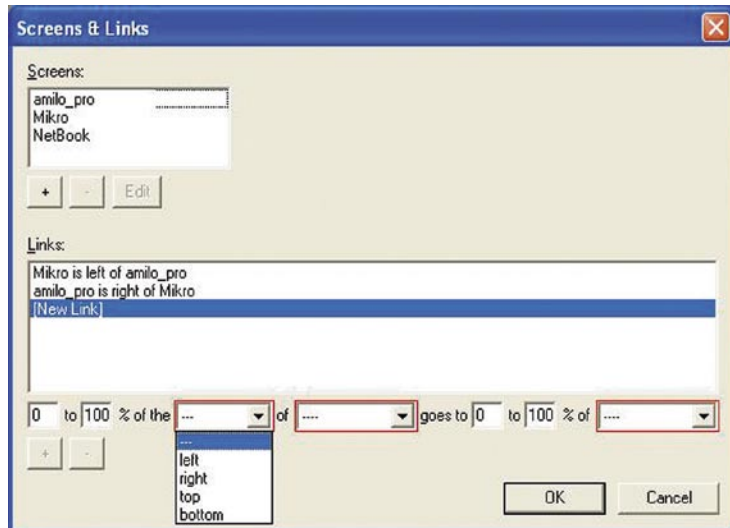 Screens & Links
Screens:
amilo_pro
Mikro
NetBook
+ - Edit
Links:
Mikro is left of amilo_pro
amilo_pro is right of Mikro
[New Link]
0 to 100 % of the --- of ---- goes to 0 to 100 % of ----
---
left
right
top
bottom
+ -
OK Cancel